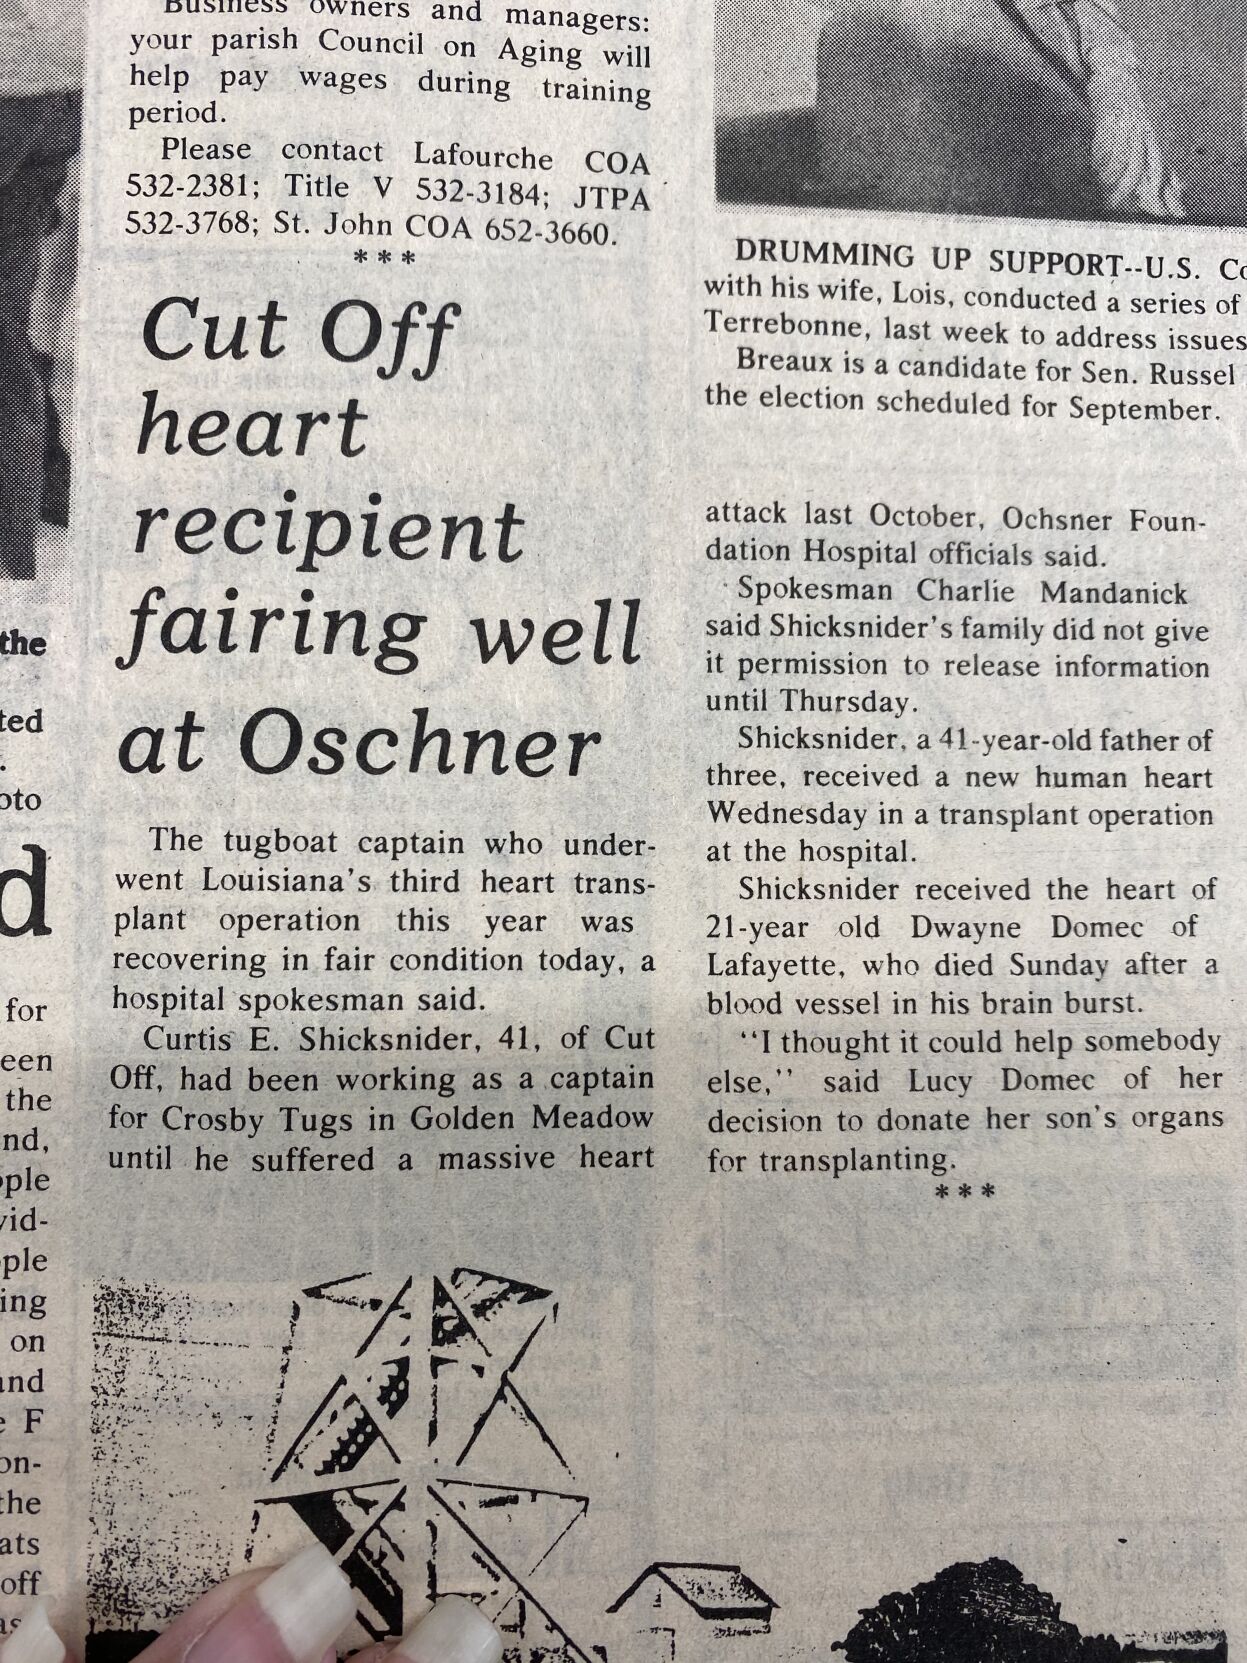 Business owners and managers:
your parish Council on Aging will
help pay wages during training
period.
Please contact Lafourche COA
532-2381; Title V 532-3184; JTPA
532-3768; St. John COA 652-3660.
***
Cut Off
heart
recipient
fairing well
at Oschner
The tugboat captain who under-
went Louisiana's third heart trans-
plant operation this year was
recovering in fair condition today, a
hospital spokesman said.
Curtis E. Shicksnider, 41, of Cut
Off, had been working as a captain
for Crosby Tugs in Golden Meadow
until he suffered a massive heart
attack last October, Ochsner Foun-
dation Hospital officials said.
Spokesman Charlie Mandanick
said Shicksnider's family did not give
it permission to release information
until Thursday.
Shicksnider, a 41-year-old father of
three, received a new human heart
Wednesday in a transplant operation
at the hospital.
Shicksnider received the heart of
21-year old Dwayne Domec of
Lafayette, who died Sunday after a
blood vessel in his brain burst.
"I thought it could help somebody
else," said Lucy Domec of her
decision to donate her son's organs
for transplanting.
***
DRUMMING UP SUPPORT--U.S.
with his wife, Lois, conducted a series of
Terrebonne, last week to address issues
Breaux is a candidate for Sen. Russel
the election scheduled for September.
the
for
the
on
the
off